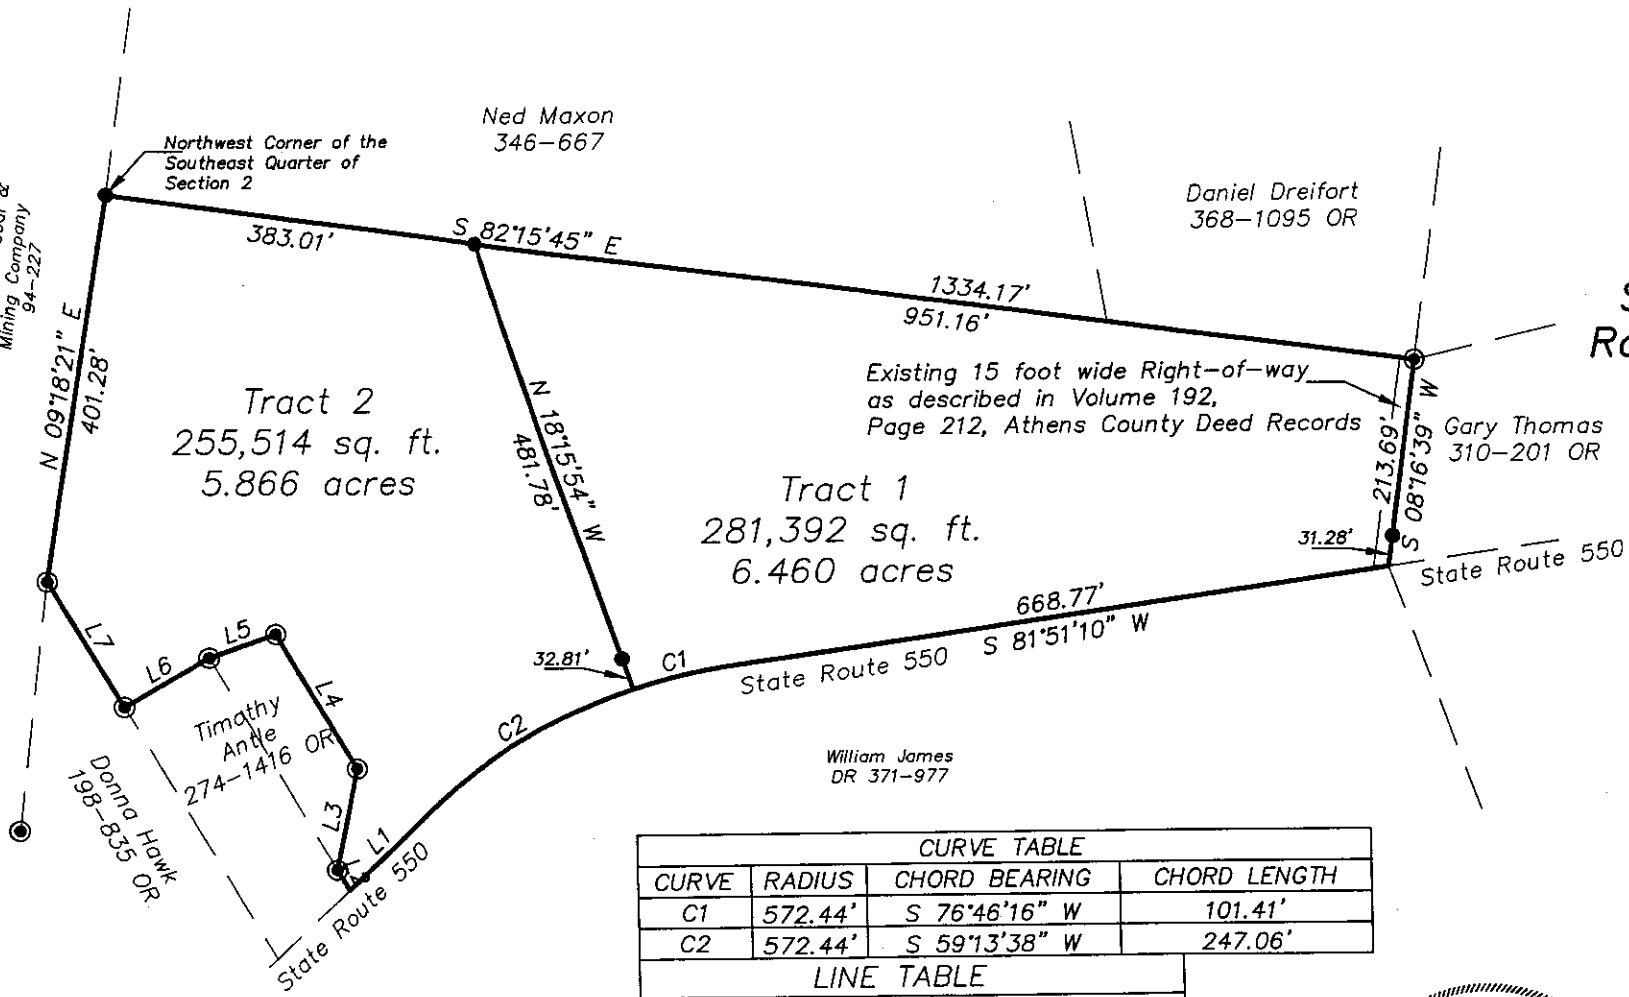 Ned Maxon
346-667
Northwest Corner of the
Southeast Quarter of
Section 2
Daniel Dreifort
368-1095 OR
Mining Company
94-227
383.01'
S 82°15'45" E
1334.17'
951.16'
N 09°18'21" E
401.28'
Existing 15 foot wide Right-of-way
as described in Volume 192,
Page 212, Athens County Deed Records
213.69'
S 08°16'39" W
Gary Thomas
310-201 OR
Tract 2
255,514 sq. ft.
5.866 acres
N 18°15'54" W
481.78'
Tract 1
281,392 sq. ft.
6.460 acres
31.28'
State Route 550
668.77'
S 81°51'10" W
State Route 550
32.81'
C1
C2
L7
L6
L5
L4
L3
L1
Timathy
Antle
274-1416 OR
Donna Hawk
198-835 OR
State Route 550
William James
DR 371-977
CURVE TABLE
CURVE RADIUS CHORD BEARING CHORD LENGTH
C1 572.44' S 76°46'16" W 101.41'
C2 572.44' S 59°13'38" W 247.06'
LINE TABLE